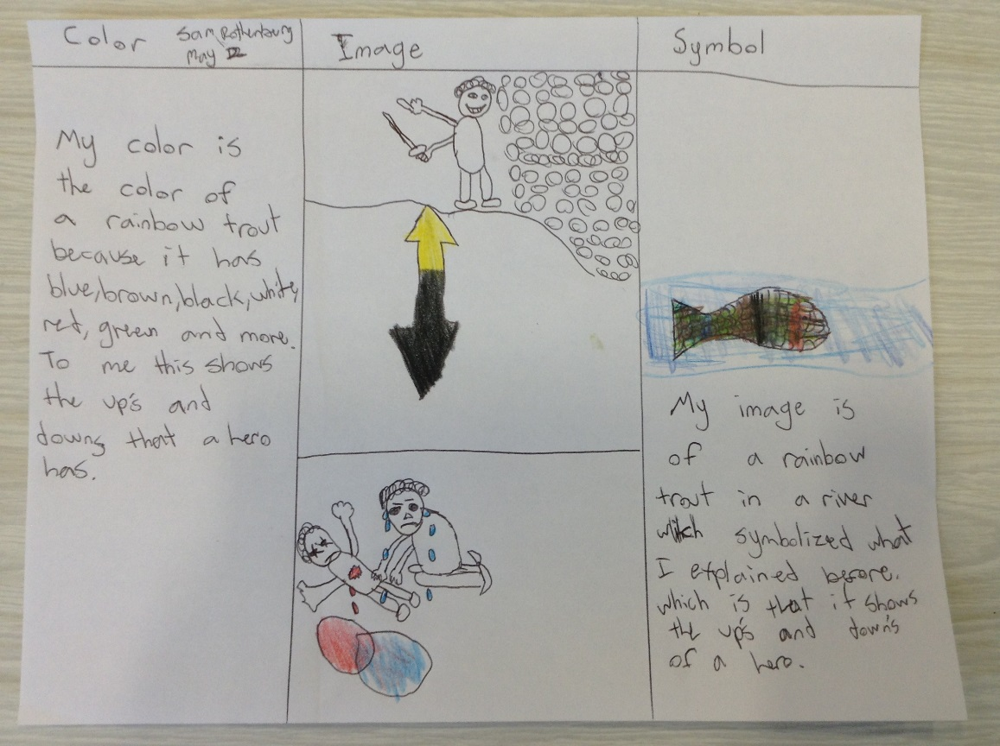 Color
Sam Rothenburg
May
My color is
the color of
a rainbow trout
because it has
blue, brown, black, white,
red, green and more.
To me this shows
the up's and
downs that a hero
has.
Image
Symbol
My image is
of a rainbow
trout in a river
witch symbolized what
I explained before.
which is that it shows
the up's and down's
of a hero.